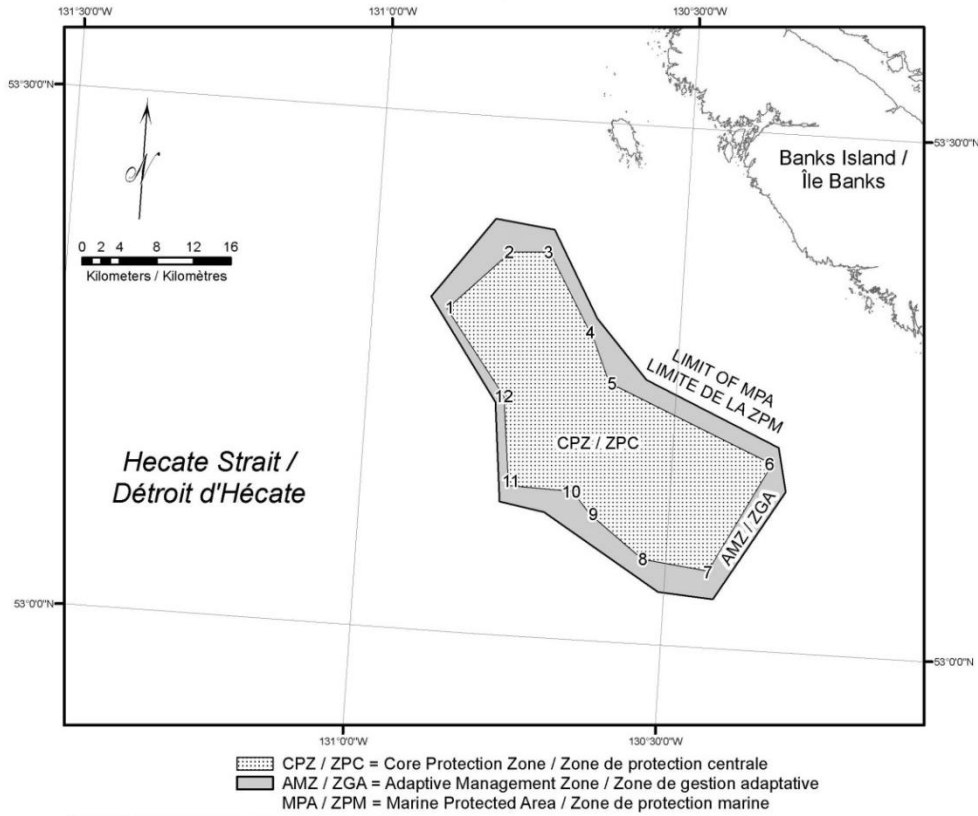 131°30'0"W
131°0'0"W
130°30'0"W
53°30'0"N
53°30'0"N
Banks Island /
Île Banks
N
0 2 4 8 12 16
Kilometers / Kilomètres
2
3
1
4
5
LIMIT OF MPA
LIMITE DE LA ZPM
12
CPZ / ZPC
6
Hecate Strait /
Détroit d'Hécate
11
10
9
AMZ / ZGA
8
7
53°0'0"N
53°0'0"N
131°0'0"W
130°30'0"W
CPZ / ZPC = Core Protection Zone / Zone de protection centrale
AMZ / ZGA = Adaptive Management Zone / Zone de gestion adaptative
MPA / ZPM = Marine Protected Area / Zone de protection marine